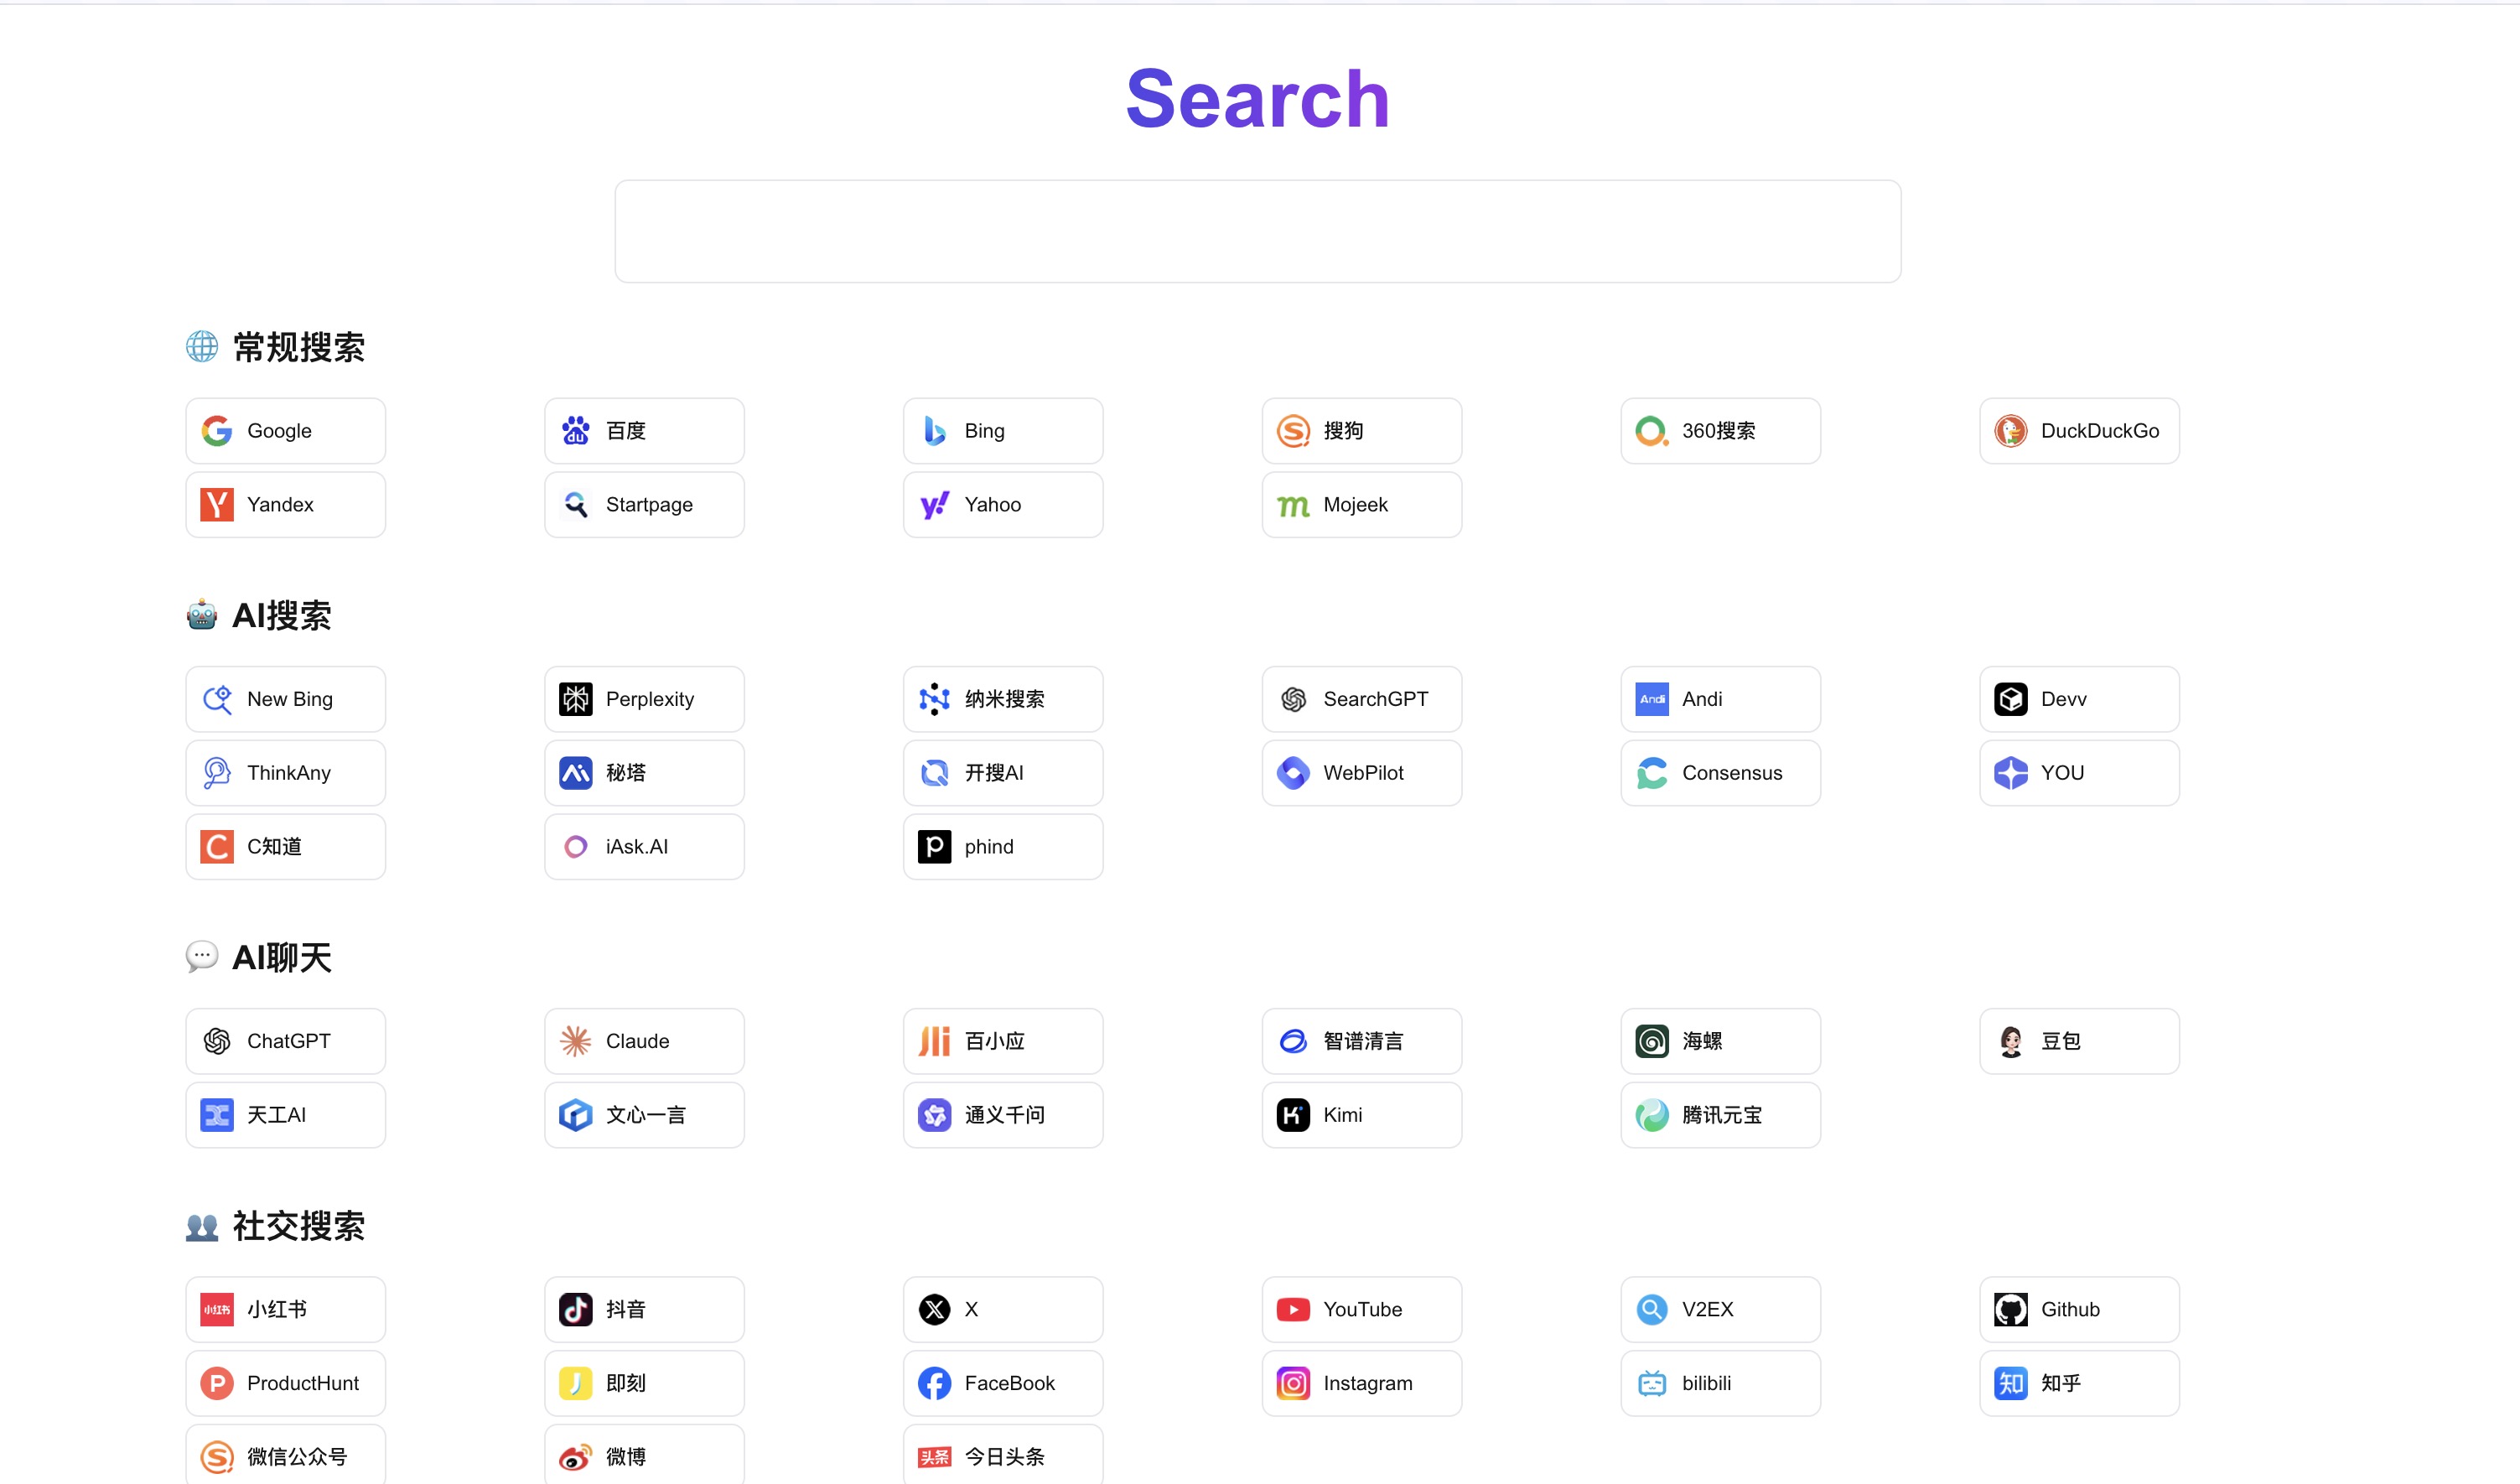 Search
常规搜索
Google 百度 Bing 搜狗 360搜索 DuckDuckGo
Yandex Startpage Yahoo Mojeek
AI搜索
New Bing Perplexity 纳米搜索 SearchGPT Andi Devv
ThinkAny 秘塔 开搜AI WebPilot Consensus YOU
C知道 iAsk.AI phind
AI聊天
ChatGPT Claude 百小应 智谱清言 海螺 豆包
天工AI 文心一言 通义千问 Kimi 腾讯元宝
社交搜索
小红书 小红书 抖音 X YouTube V2EX Github
ProductHunt 即刻 FaceBook Instagram bilibili 知 知乎
微信公众号 微博 头条 今日头条